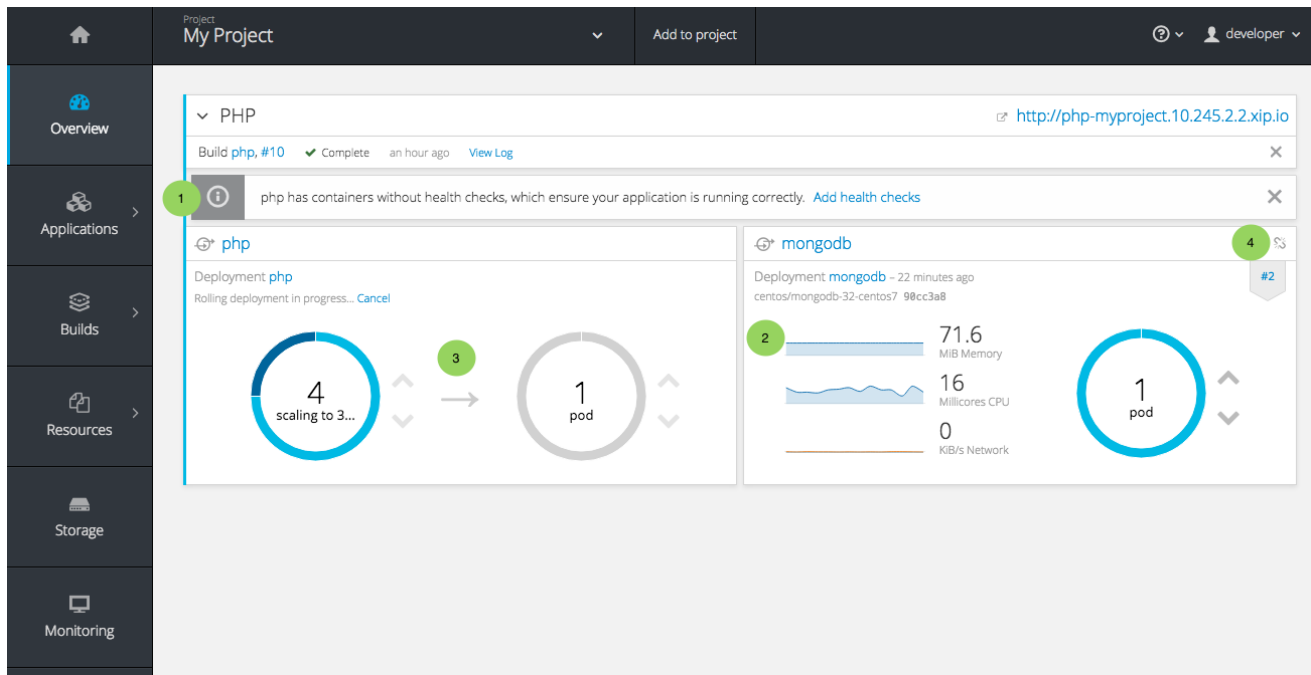 Project
My Project
Add to project
developer
Overview
Applications
Builds
Resources
Storage
Monitoring
PHP
http://php-myproject.10.245.2.2.xip.io
Build php, #10 Complete an hour ago View Log
1
php has containers without health checks, which ensure your application is running correctly. Add health checks
php
Deployment php
Rolling deployment in progress... Cancel
4
scaling to 3...
3
1
pod
mongodb
4
Deployment mongodb – 22 minutes ago
#2
centos/mongodb-32-centos7 90cc3a8
2
71.6
MiB Memory
16
Millicores CPU
0
KiB/s Network
1
pod